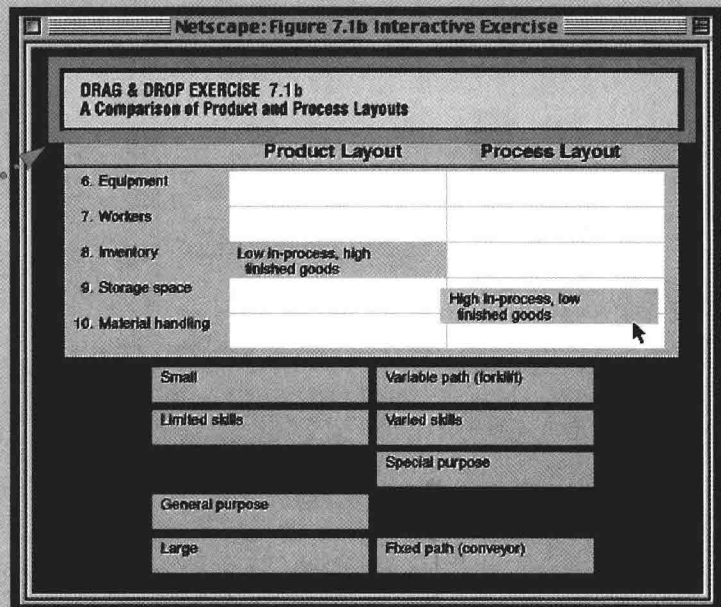 Netscape: Figure 7.1b Interactive Exercise
DRAG & DROP EXERCISE 7.1b
A Comparison of Product and Process Layouts
Product Layout Process Layout
6. Equipment
7. Workers
8. Inventory
Low in-process, high
finished goods
9. Storage space
High in-process, low
finished goods
10. Material handling
Small
Variable path (forklift)
Limited skills
Varied skills
Special purpose
General purpose
Large
Fixed path (conveyor)